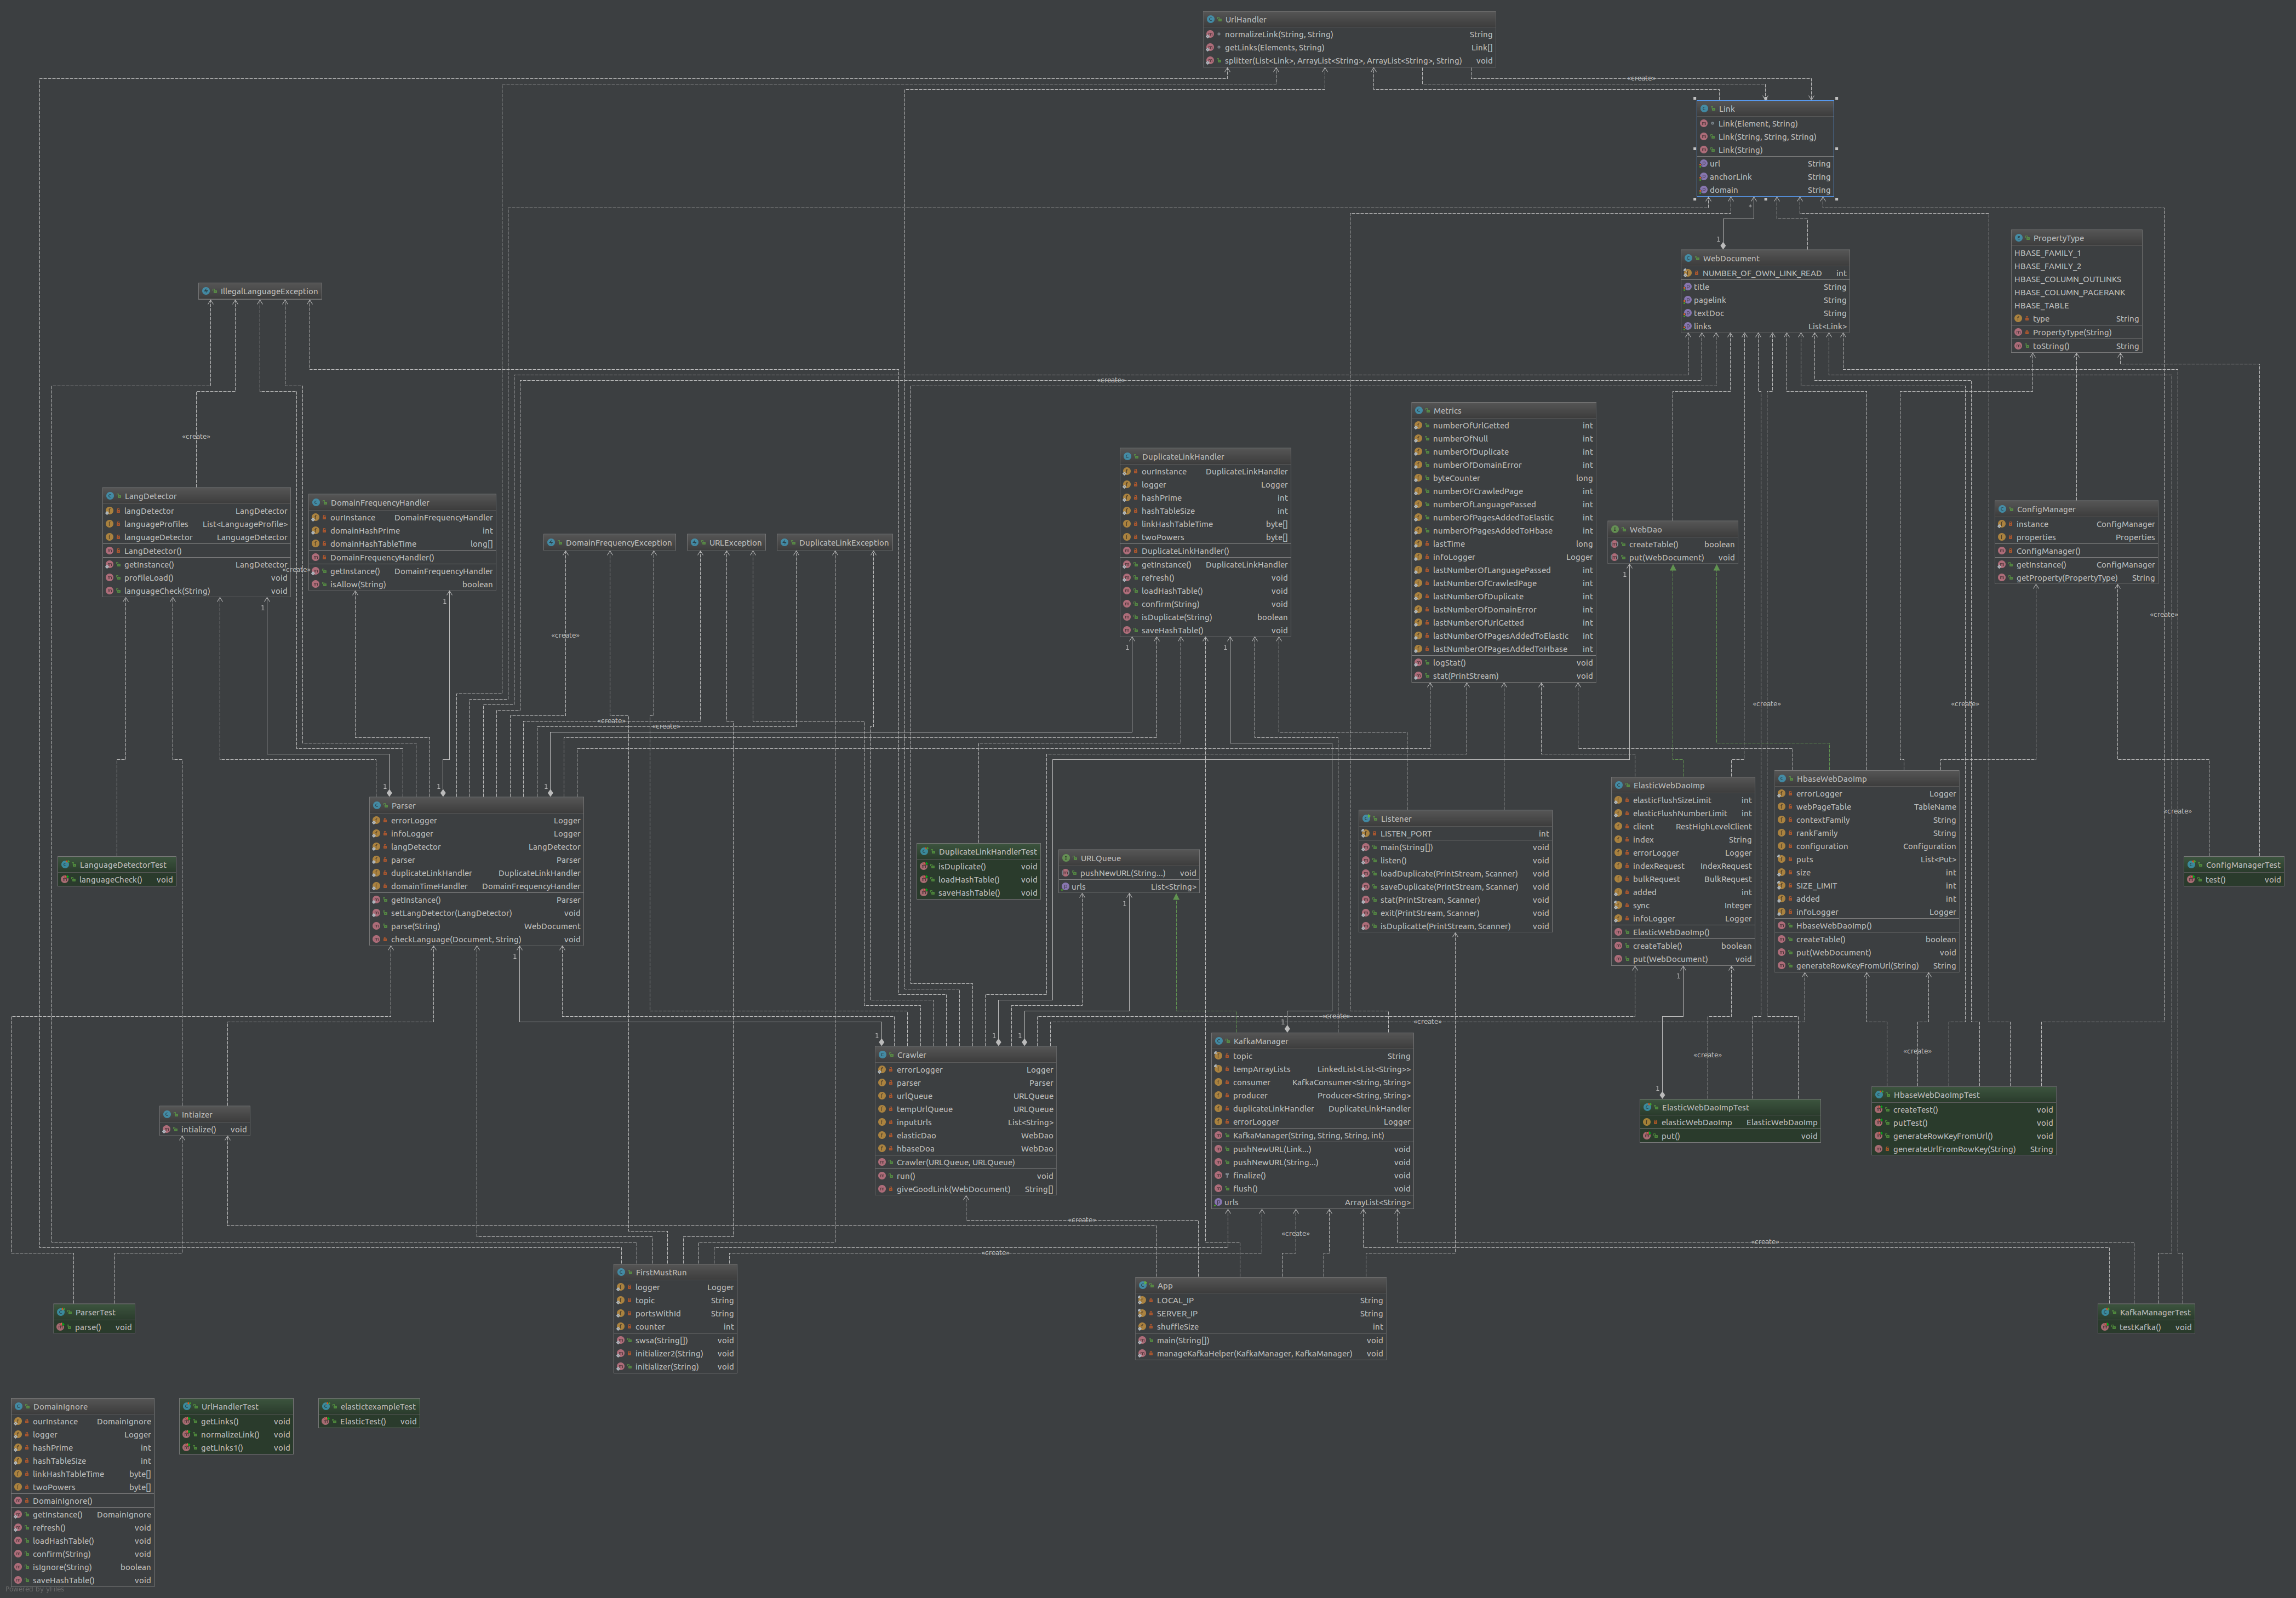 UrlHandler
normalizeLink(String, String) String
getLinks(Elements, String) Link[]
splitter(List<Link>, ArrayList<String>, ArrayList<String>, String) void
«create»
Link
Link(Element, String)
Link(String, String, String)
Link(String)
url String
anchorLink String
domain String
*
1
WebDocument
NUMBER_OF_OWN_LINK_READ int
title String
pagelink String
textDoc String
links List<Link>
PropertyType
HBASE_FAMILY_1
HBASE_FAMILY_2
HBASE_COLUMN_OUTLINKS
HBASE_COLUMN_PAGERANK
HBASE_TABLE
type String
PropertyType(String)
toString() String
IllegalLanguageException
«create»
«create»
Metrics
numberOfUrlGetted int
numberOfNull int
numberOfDuplicate int
numberOfDomainError int
byteCounter long
numberOFCrawledPage int
numberOfLanguagePassed int
numberOfPagesAddedToElastic int
numberOfPagesAddedToHbase int
lastTime long
infoLogger Logger
lastNumberOfLanguagePassed int
lastNumberOfCrawledPage int
lastNumberOfDuplicate int
lastNumberOfDomainError int
lastNumberOfUrlGetted int
lastNumberOfPagesAddedToElastic int
lastNumberOfPagesAddedToHbase int
logStat() void
stat(PrintStream) void
DuplicateLinkHandler
ourInstance DuplicateLinkHandler
logger Logger
hashPrime int
hashTableSize int
linkHashTableTime byte[]
twoPowers byte[]
DuplicateLinkHandler()
getInstance() DuplicateLinkHandler
refresh() void
loadHashTable() void
confirm(String) void
isDuplicate(String) boolean
saveHashTable() void
LangDetector
langDetector LangDetector
languageProfiles List<LanguageProfile>
languageDetector LanguageDetector
LangDetector()
getInstance() LangDetector
profileLoad() void
languageCheck(String) void
«create»
DomainFrequencyHandler
ourInstance DomainFrequencyHandler
domainHashPrime int
domainHashTableTime long[]
DomainFrequencyHandler()
getInstance() DomainFrequencyHandler
isAllow(String) boolean
DomainFrequencyException
URLException
DuplicateLinkException
WebDao
createTable() boolean
put(WebDocument) void
ConfigManager
instance ConfigManager
properties Properties
ConfigManager()
getInstance() ConfigManager
getProperty(PropertyType) String
1
1
1
1
1
«create»
«create»
«create»
«create»
«create»
«create»
1
1
1
Parser
errorLogger Logger
infoLogger Logger
langDetector LangDetector
parser Parser
duplicateLinkHandler DuplicateLinkHandler
domainTimeHandler DomainFrequencyHandler
getInstance() Parser
setLangDetector(LangDetector) void
parse(String) WebDocument
checkLanguage(Document, String) void
ElasticWebDaoImp
elasticFlushSizeLimit int
elasticFlushNumberLimit int
client RestHighLevelClient
index String
errorLogger Logger
indexRequest IndexRequest
bulkRequest BulkRequest
added int
sync Integer
infoLogger Logger
ElasticWebDaoImp()
createTable() boolean
put(WebDocument) void
HbaseWebDaoImp
errorLogger Logger
webPageTable TableName
contextFamily String
rankFamily String
configuration Configuration
puts List<Put>
size int
SIZE_LIMIT int
added int
infoLogger Logger
HbaseWebDaoImp()
createTable() boolean
put(WebDocument) void
generateRowKeyFromUrl(String) String
«create»
Listener
LISTEN_PORT int
main(String[]) void
listen() void
loadDuplicate(PrintStream, Scanner) void
saveDuplicate(PrintStream, Scanner) void
stat(PrintStream, Scanner) void
exit(PrintStream, Scanner) void
isDuplicatte(PrintStream, Scanner) void
LanguageDetectorTest
languageCheck() void
DuplicateLinkHandlerTest
isDuplicate() void
loadHashTable() void
saveHashTable() void
URLQueue
pushNewURL(String...) void
urls List<String>
ConfigManagerTest
test() void
1
1
1
«create»
«create»
1
1
1
1
Crawler
errorLogger Logger
parser Parser
urlQueue URLQueue
tempUrlQueue URLQueue
inputUrls List<String>
elasticDao WebDao
hbaseDoa WebDao
Crawler(URLQueue, URLQueue)
run() void
giveGoodLink(WebDocument) String[]
KafkaManager
topic String
tempArrayLists LinkedList<List<String>>
consumer KafkaConsumer<String, String>
producer Producer<String, String>
duplicateLinkHandler DuplicateLinkHandler
errorLogger Logger
KafkaManager(String, String, String, int)
pushNewURL(Link...) void
pushNewURL(String...) void
finalize() void
flush() void
urls ArrayList<String>
«create»
«create»
1
ElasticWebDaoImpTest
elasticWebDaoImp ElasticWebDaoImp
put() void
HbaseWebDaoImpTest
createTest() void
putTest() void
generateRowKeyFromUrl() void
generateUrlFromRowKey(String) String
Intiaizer
intialize() void
«create»
«create»
«create»
«create»
FirstMustRun
logger Logger
topic String
portsWithId String
counter int
swsa(String[]) void
initializer2(String) void
initializer(String) void
App
LOCAL_IP String
SERVER_IP String
shuffleSize int
main(String[]) void
manageKafkaHelper(KafkaManager, KafkaManager) void
ParserTest
parse() void
KafkaManagerTest
testKafka() void
DomainIgnore
ourInstance DomainIgnore
logger Logger
hashPrime int
hashTableSize int
linkHashTableTime byte[]
twoPowers byte[]
DomainIgnore()
getInstance() DomainIgnore
refresh() void
loadHashTable() void
confirm(String) void
isIgnore(String) boolean
saveHashTable() void
UrlHandlerTest
getLinks() void
normalizeLink() void
getLinks1() void
elastictexampleTest
ElasticTest() void
Powered by yFiles